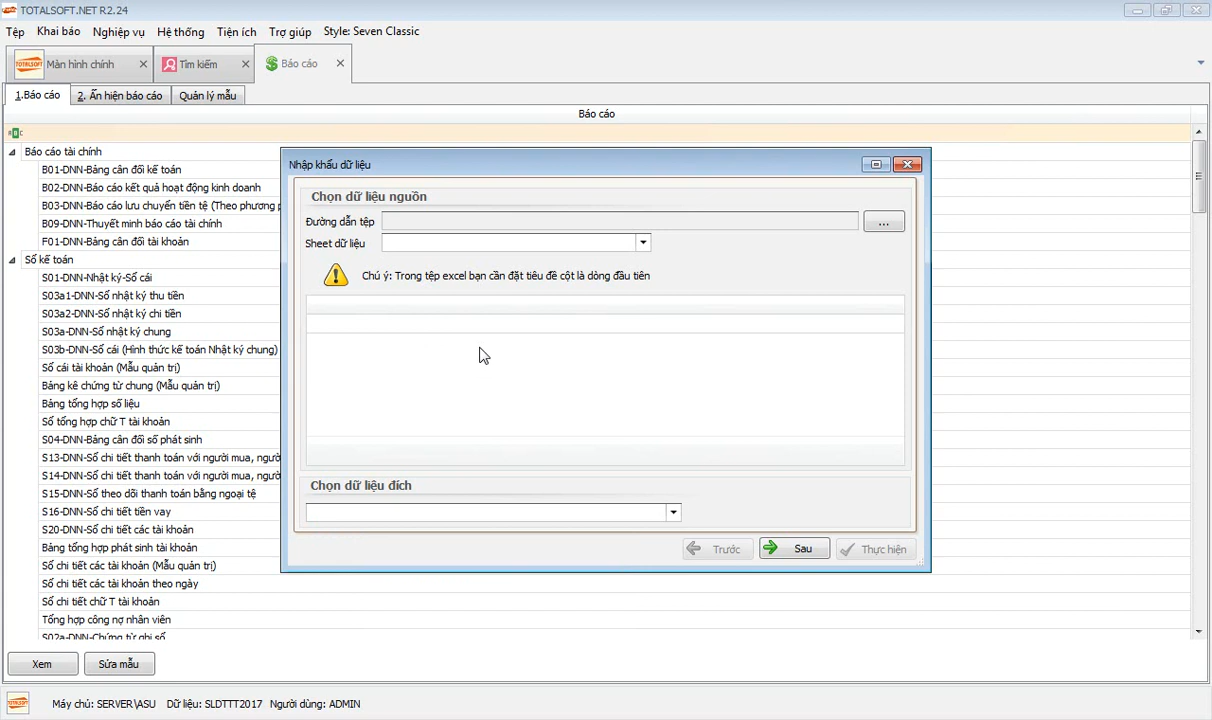 TOTALSOFT.NET R2.24
Tệp Khai báo Nghiệp vụ Hệ thống Tiện ích Trợ giúp Style: Seven Classic
TOTALSOFT Màn hình chính Tìm kiếm Báo cáo
1.Báo cáo 2. Ẩn hiện báo cáo Quản lý mẫu
Báo cáo
Báo cáo tài chính
B01-DNN-Bảng cân đối kế toán
B02-DNN-Báo cáo kết quả hoạt động kinh doanh
B03-DNN-Báo cáo lưu chuyển tiền tệ (Theo phương p
B09-DNN-Thuyết minh báo cáo tài chính
F01-DNN-Bảng cân đối tài khoản
Sổ kế toán
S01-DNN-Nhật ký-Sổ cái
S03a1-DNN-Sổ nhật ký thu tiền
S03a2-DNN-Sổ nhật ký chi tiền
S03a-DNN-Sổ nhật ký chung
S03b-DNN-Sổ cái (Hình thức kế toán Nhật ký chung)
Sổ cái tài khoản (Mẫu quản trị)
Bảng kê chứng từ chung (Mẫu quản trị)
Bảng tổng hợp số liệu
Sổ tổng hợp chữ T tài khoản
S04-DNN-Bảng cân đối số phát sinh
S13-DNN-Sổ chi tiết thanh toán với người mua, ngườ
S14-DNN-Sổ chi tiết thanh toán với người mua, ngườ
S15-DNN-Sổ theo dõi thanh toán bằng ngoại tệ
S16-DNN-Sổ chi tiết tiền vay
S20-DNN-Sổ chi tiết các tài khoản
Bảng tổng hợp phát sinh tài khoản
Sổ chi tiết các tài khoản (Mẫu quản trị)
Sổ chi tiết các tài khoản theo ngày
Sổ chi tiết chữ T tài khoản
Tổng hợp công nợ nhân viên
S02a-DNN-Chứng từ ghi sổ
Nhập khẩu dữ liệu
Chọn dữ liệu nguồn
Đường dẫn tệp ...
Sheet dữ liệu
Chú ý: Trong tệp excel bạn cần đặt tiêu đề cột là dòng đầu tiên
Chọn dữ liệu đích
Trước Sau Thực hiện
Xem Sửa mẫu
Máy chủ: SERVER\ASU Dữ liệu: SLDTTT2017 Người dùng: ADMIN